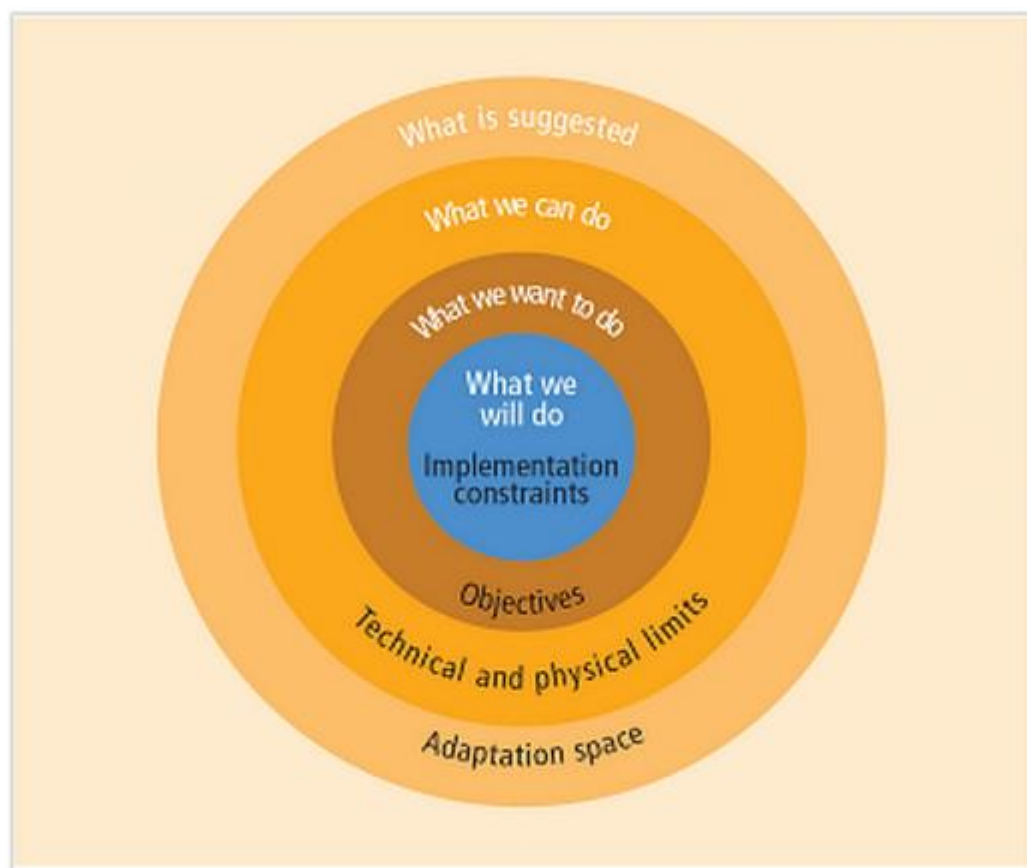 What is suggested
What we can do
What we want to do
What we
will do
Implementation
constraints
Objectives
Technical and physical limits
Adaptation space